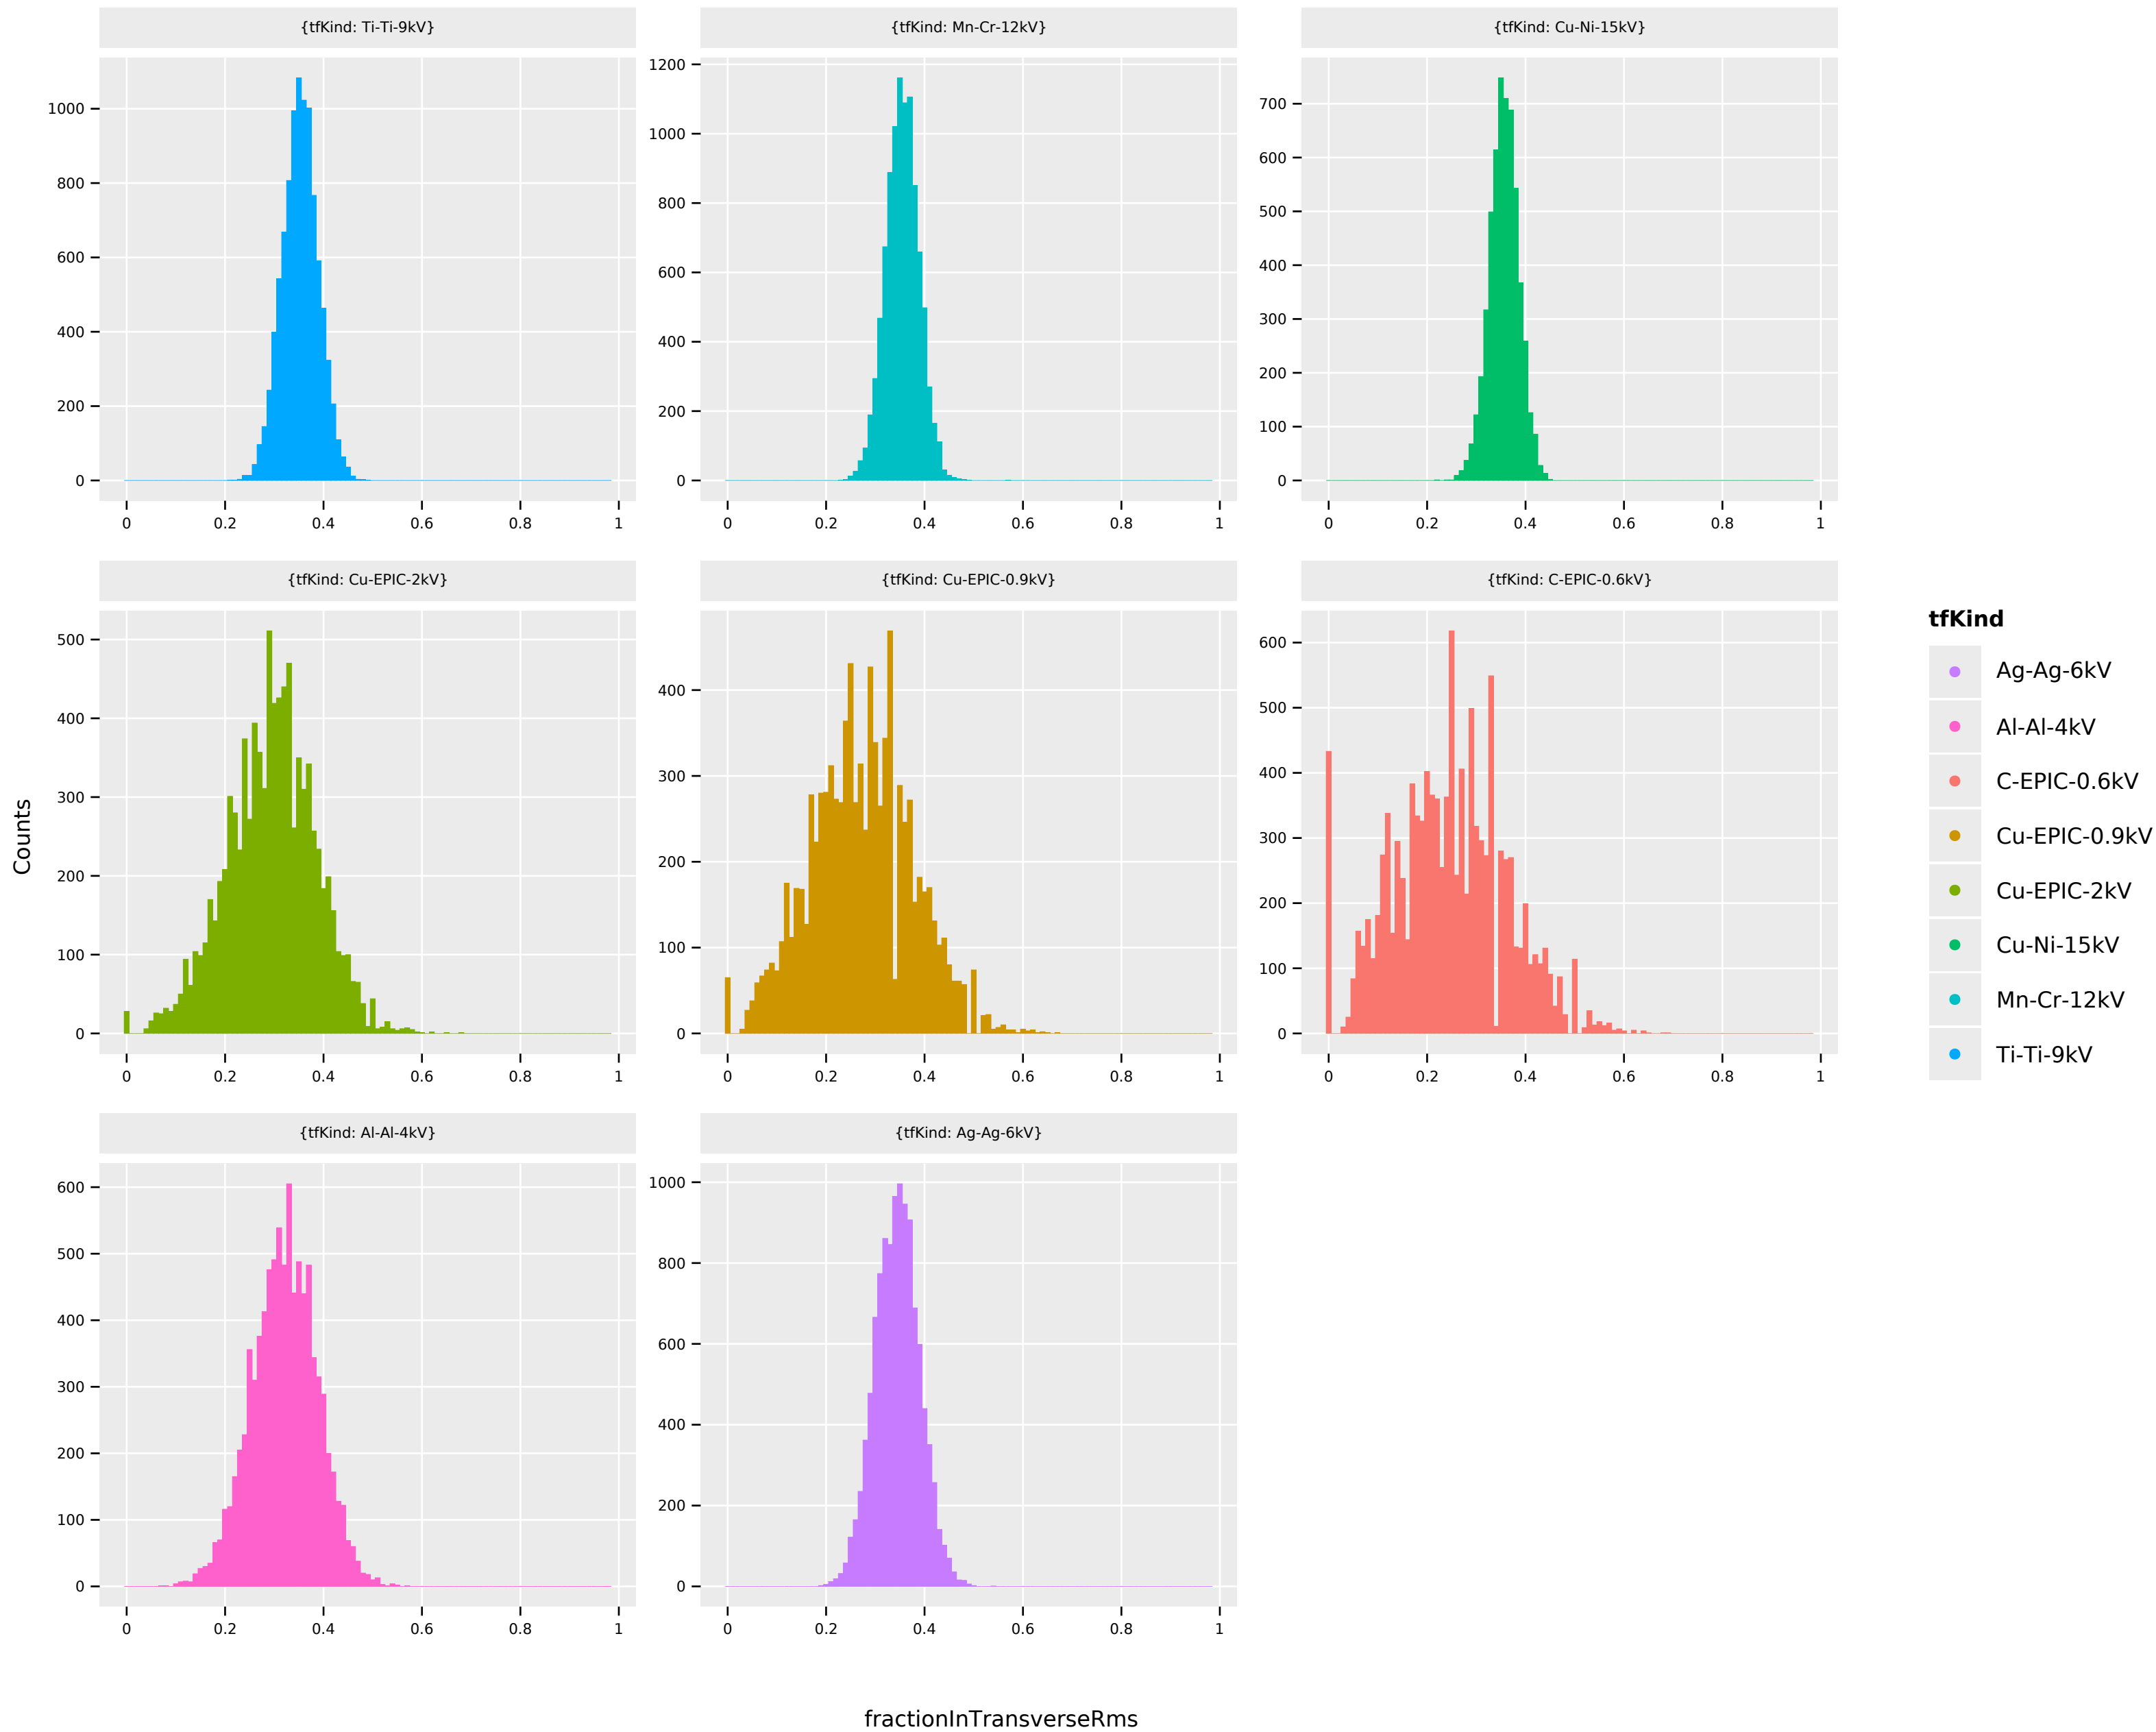 {tfKind: Ti-Ti-9kV}
{tfKind: Mn-Cr-12kV}
{tfKind: Cu-Ni-15kV}
1000
800
600
400
200
0
0 0.2 0.4 0.6 0.8 1
1200
1000
800
600
400
200
0
0 0.2 0.4 0.6 0.8 1
700
600
500
400
300
200
100
0
0 0.2 0.4 0.6 0.8 1
{tfKind: Cu-EPIC-2kV}
{tfKind: Cu-EPIC-0.9kV}
{tfKind: C-EPIC-0.6kV}
Counts
500
400
300
200
100
0
0 0.2 0.4 0.6 0.8 1
400
300
200
100
0
0 0.2 0.4 0.6 0.8 1
600
500
400
300
200
100
0
0 0.2 0.4 0.6 0.8 1
tfKind
Ag-Ag-6kV
Al-Al-4kV
C-EPIC-0.6kV
Cu-EPIC-0.9kV
Cu-EPIC-2kV
Cu-Ni-15kV
Mn-Cr-12kV
Ti-Ti-9kV
{tfKind: Al-Al-4kV}
{tfKind: Ag-Ag-6kV}
600
500
400
300
200
100
0
0 0.2 0.4 0.6 0.8 1
1000
800
600
400
200
0
0 0.2 0.4 0.6 0.8 1
fractionInTransverseRms